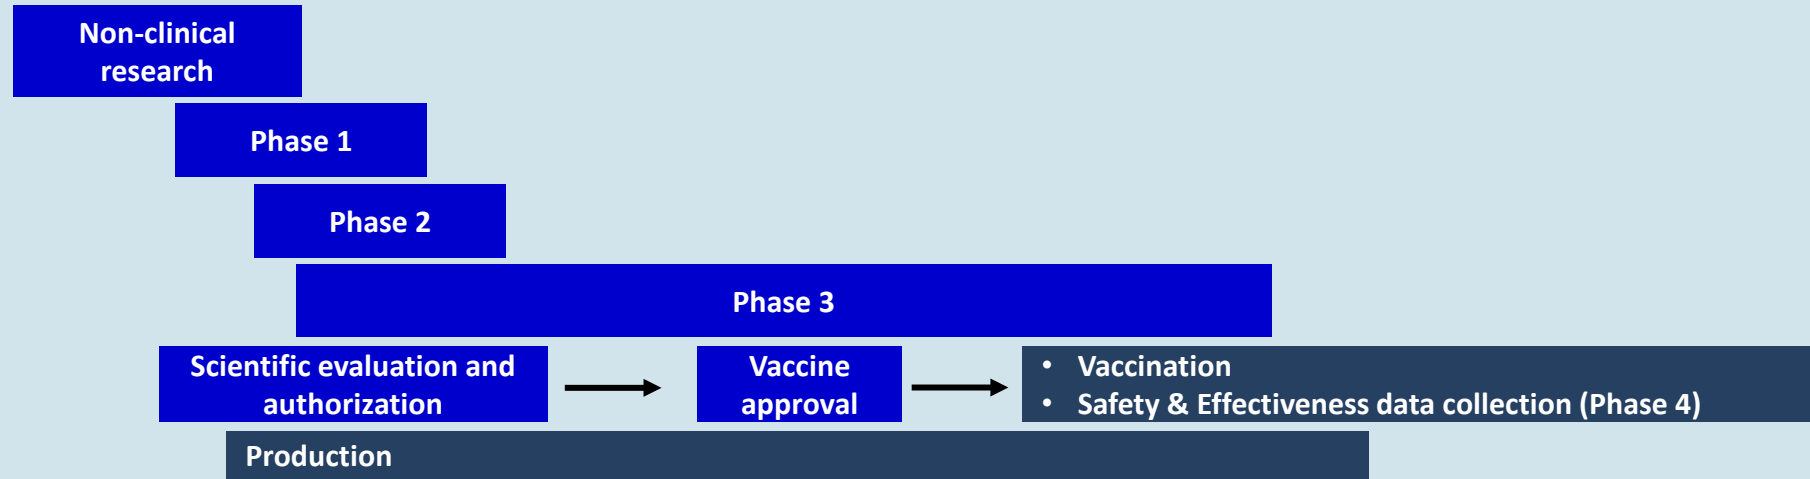 Non-clinical
research
Phase 1
Phase 2
Phase 3
Scientific evaluation and
authorization
Vaccine
approval
• Vaccination
• Safety & Effectiveness data collection (Phase 4)
Production